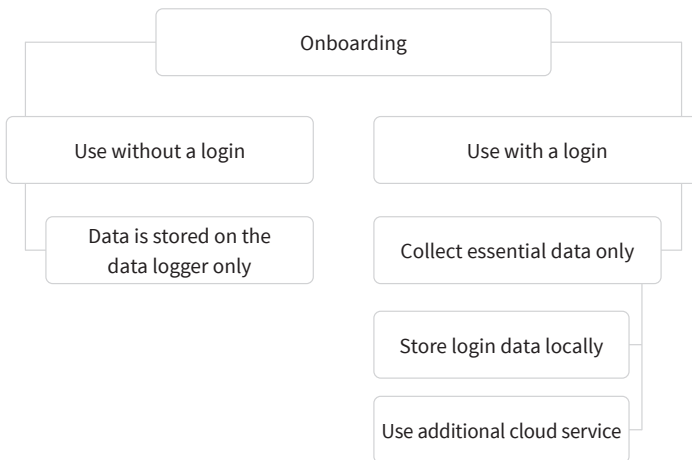 Onboarding
Use without a login
Use with a login
Data is stored on the
data logger only
Collect essential data only
Store login data locally
Use additional cloud service